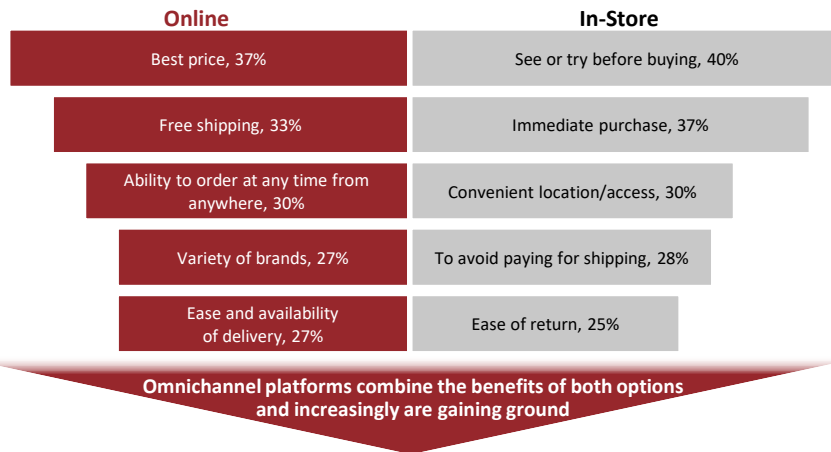 Online
In-Store
Best price, 37%
See or try before buying, 40%
Free shipping, 33%
Immediate purchase, 37%
Ability to order at any time from
anywhere, 30%
Convenient location/access, 30%
Variety of brands, 27%
To avoid paying for shipping, 28%
Ease and availability
of delivery, 27%
Ease of return, 25%
Omnichannel platforms combine the benefits of both options
and increasingly are gaining ground